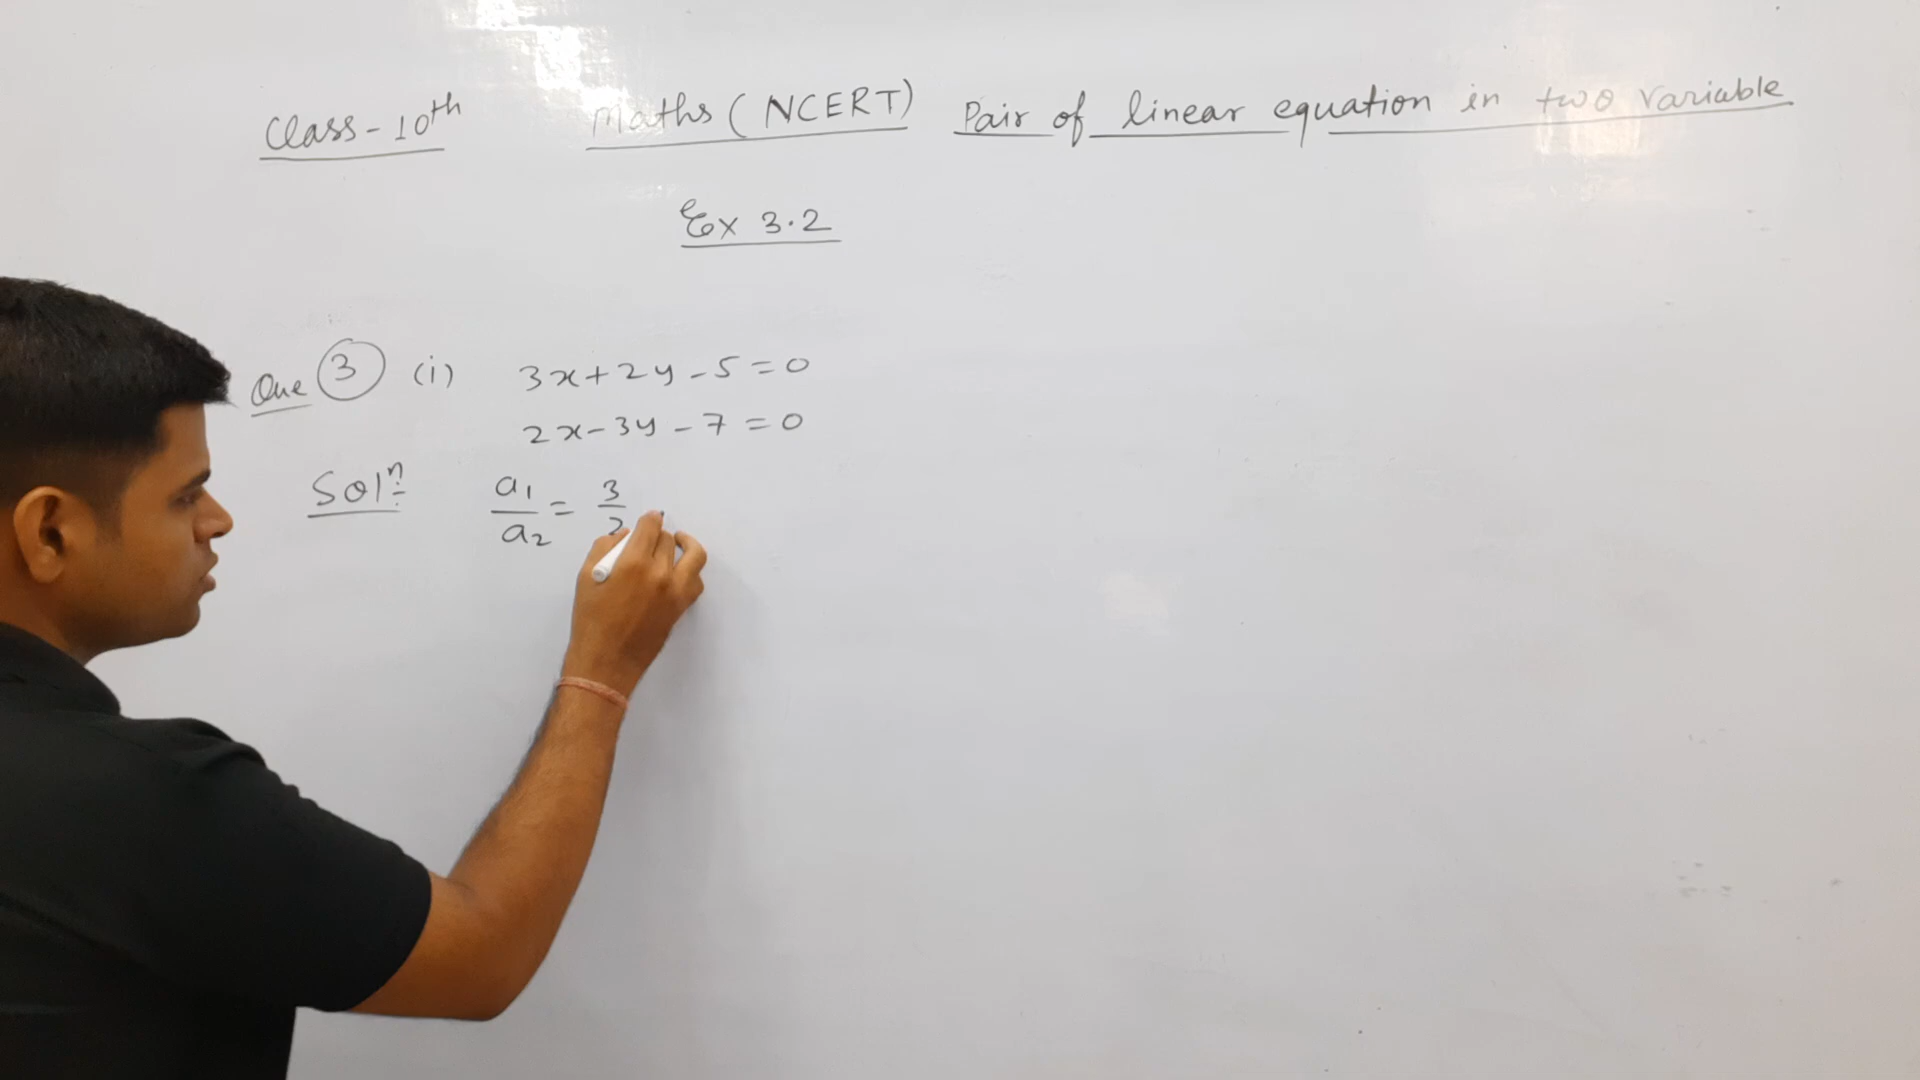 Class-10th Maths (NCERT) Pair of linear equation in two variable
Ex 3.2
Que 3 (i) 3x+2y-5=0
2x-3y-7=0
Solⁿ:- a₁/a₂ = 3/2